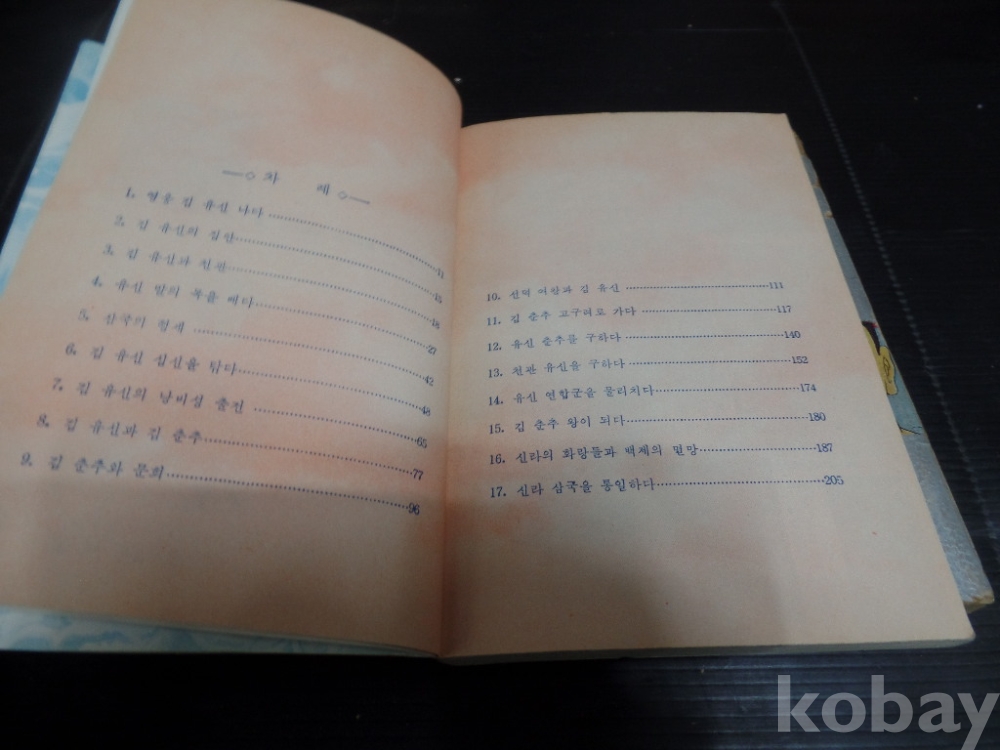 차 례
1. 영웅 김 유신 나다 11
2. 김 유신의 집안 15
3. 김 유신과 천관 18
4. 유신 말의 목을 베다 27
5. 삼국의 형세 42
6. 김 유신 심신을 닦다 48
7. 김 유신의 낭비성 출전 65
8. 김 유신과 김 춘추 77
9. 김 춘추와 문희 96
10. 선덕 여왕과 김 유신 111
11. 김 춘추 고구려로 가다 117
12. 유신 춘추를 구하다 140
13. 천관 유신을 구하다 152
14. 유신 연합군을 물리치다 174
15. 김 춘추 왕이 되다 180
16. 신라의 화랑들과 백제의 멸망 187
17. 신라 삼국을 통일하다 205
kobay